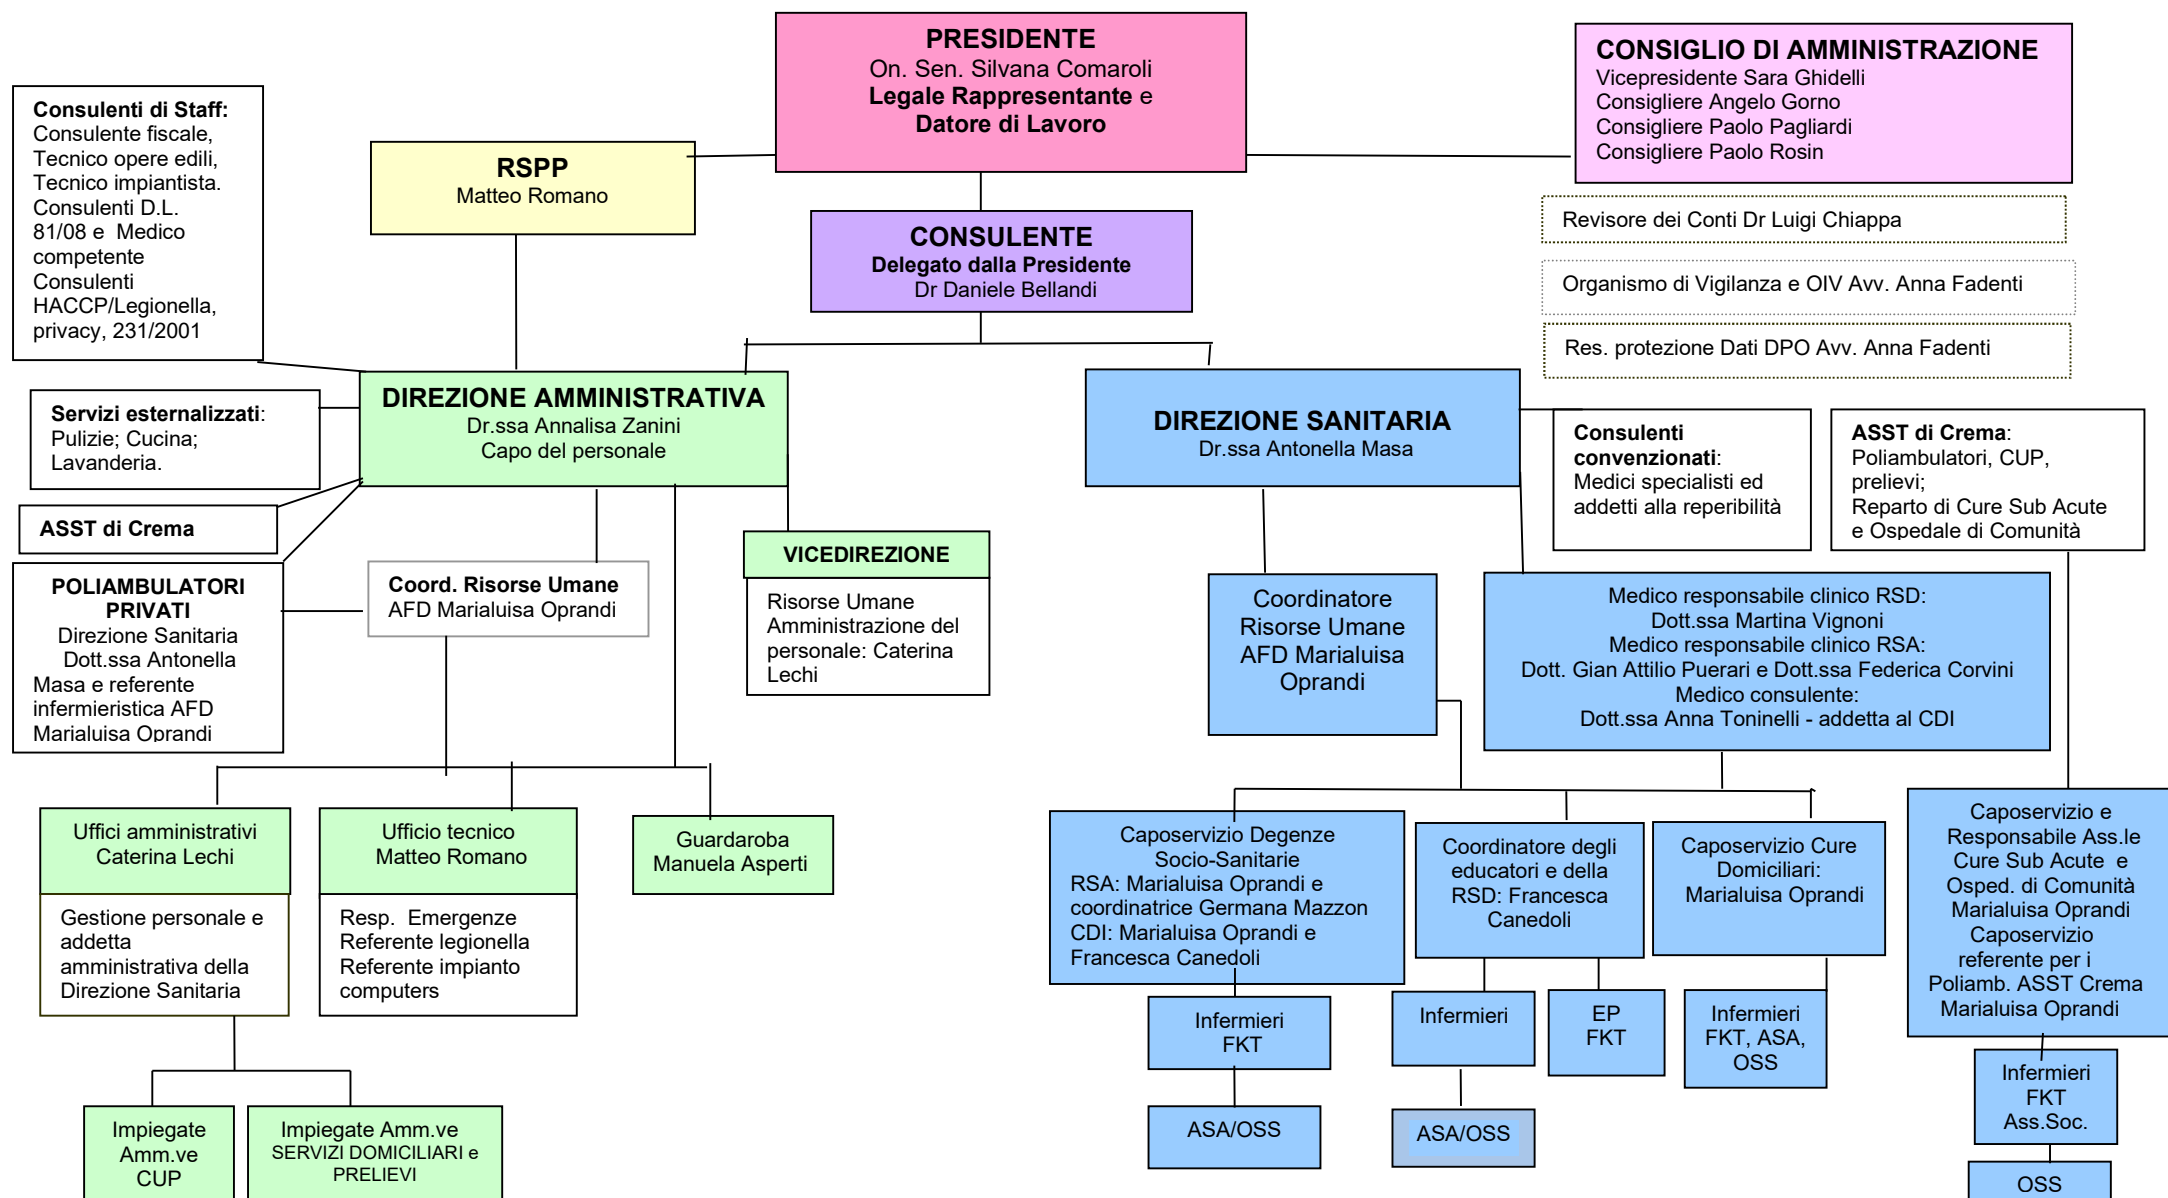 PRESIDENTE
On. Sen. Silvana Comaroli
Legale Rappresentante e
Datore di Lavoro
CONSIGLIO DI AMMINISTRAZIONE
Vicepresidente Sara Ghidelli
Consigliere Angelo Gorno
Consigliere Paolo Pagliardi
Consigliere Paolo Rosin
Consulenti di Staff:
Consulente fiscale,
Tecnico opere edili,
Tecnico impiantista.
Consulenti D.L.
81/08 e Medico
competente
Consulenti
HACCP/Legionella,
privacy, 231/2001
RSPP
Matteo Romano
CONSULENTE
Delegato dalla Presidente
Dr Daniele Bellandi
Revisore dei Conti Dr Luigi Chiappa
Organismo di Vigilanza e OIV Avv. Anna Fadenti
Res. protezione Dati DPO Avv. Anna Fadenti
Servizi esternalizzati:
Pulizie; Cucina;
Lavanderia.
DIREZIONE AMMINISTRATIVA
Dr.ssa Annalisa Zanini
Capo del personale
DIREZIONE SANITARIA
Dr.ssa Antonella Masa
Consulenti
convenzionati:
Medici specialisti ed
addetti alla reperibilità
ASST di Crema:
Poliambulatori, CUP,
prelievi;
Reparto di Cure Sub Acute
e Ospedale di Comunità
ASST di Crema
POLIAMBULATORI
PRIVATI
Direzione Sanitaria
Dott.ssa Antonella
Masa e referente
infermieristica AFD
Marialuisa Oprandi
Coord. Risorse Umane
AFD Marialuisa Oprandi
VICEDIREZIONE
Risorse Umane
Amministrazione del
personale: Caterina
Lechi
Coordinatore
Risorse Umane
AFD Marialuisa
Oprandi
Medico responsabile clinico RSD:
Dott.ssa Martina Vignoni
Medico responsabile clinico RSA:
Dott. Gian Attilio Puerari e Dott.ssa Federica Corvini
Medico consulente:
Dott.ssa Anna Toninelli - addetta al CDI
Uffici amministrativi
Caterina Lechi
Gestione personale e
addetta
amministrativa della
Direzione Sanitaria
Ufficio tecnico
Matteo Romano
Resp. Emergenze
Referente legionella
Referente impianto
computers
Guardaroba
Manuela Asperti
Caposervizio Degenze
Socio-Sanitarie
RSA: Marialuisa Oprandi e
coordinatrice Germana Mazzon
CDI: Marialuisa Oprandi e
Francesca Canedoli
Coordinatore degli
educatori e della
RSD: Francesca
Canedoli
Caposervizio Cure
Domiciliari:
Marialuisa Oprandi
Caposervizio e
Responsabile Ass.le
Cure Sub Acute e
Osped. di Comunità
Marialuisa Oprandi
Caposervizio
referente per i
Poliamb. ASST Crema
Marialuisa Oprandi
Infermieri
FKT
Infermieri
EP
FKT
Infermieri
FKT, ASA,
OSS
Infermieri
FKT
Ass.Soc.
Impiegate
Amm.ve
CUP
Impiegate Amm.ve
SERVIZI DOMICILIARI e
PRELIEVI
ASA/OSS
ASA/OSS
OSS